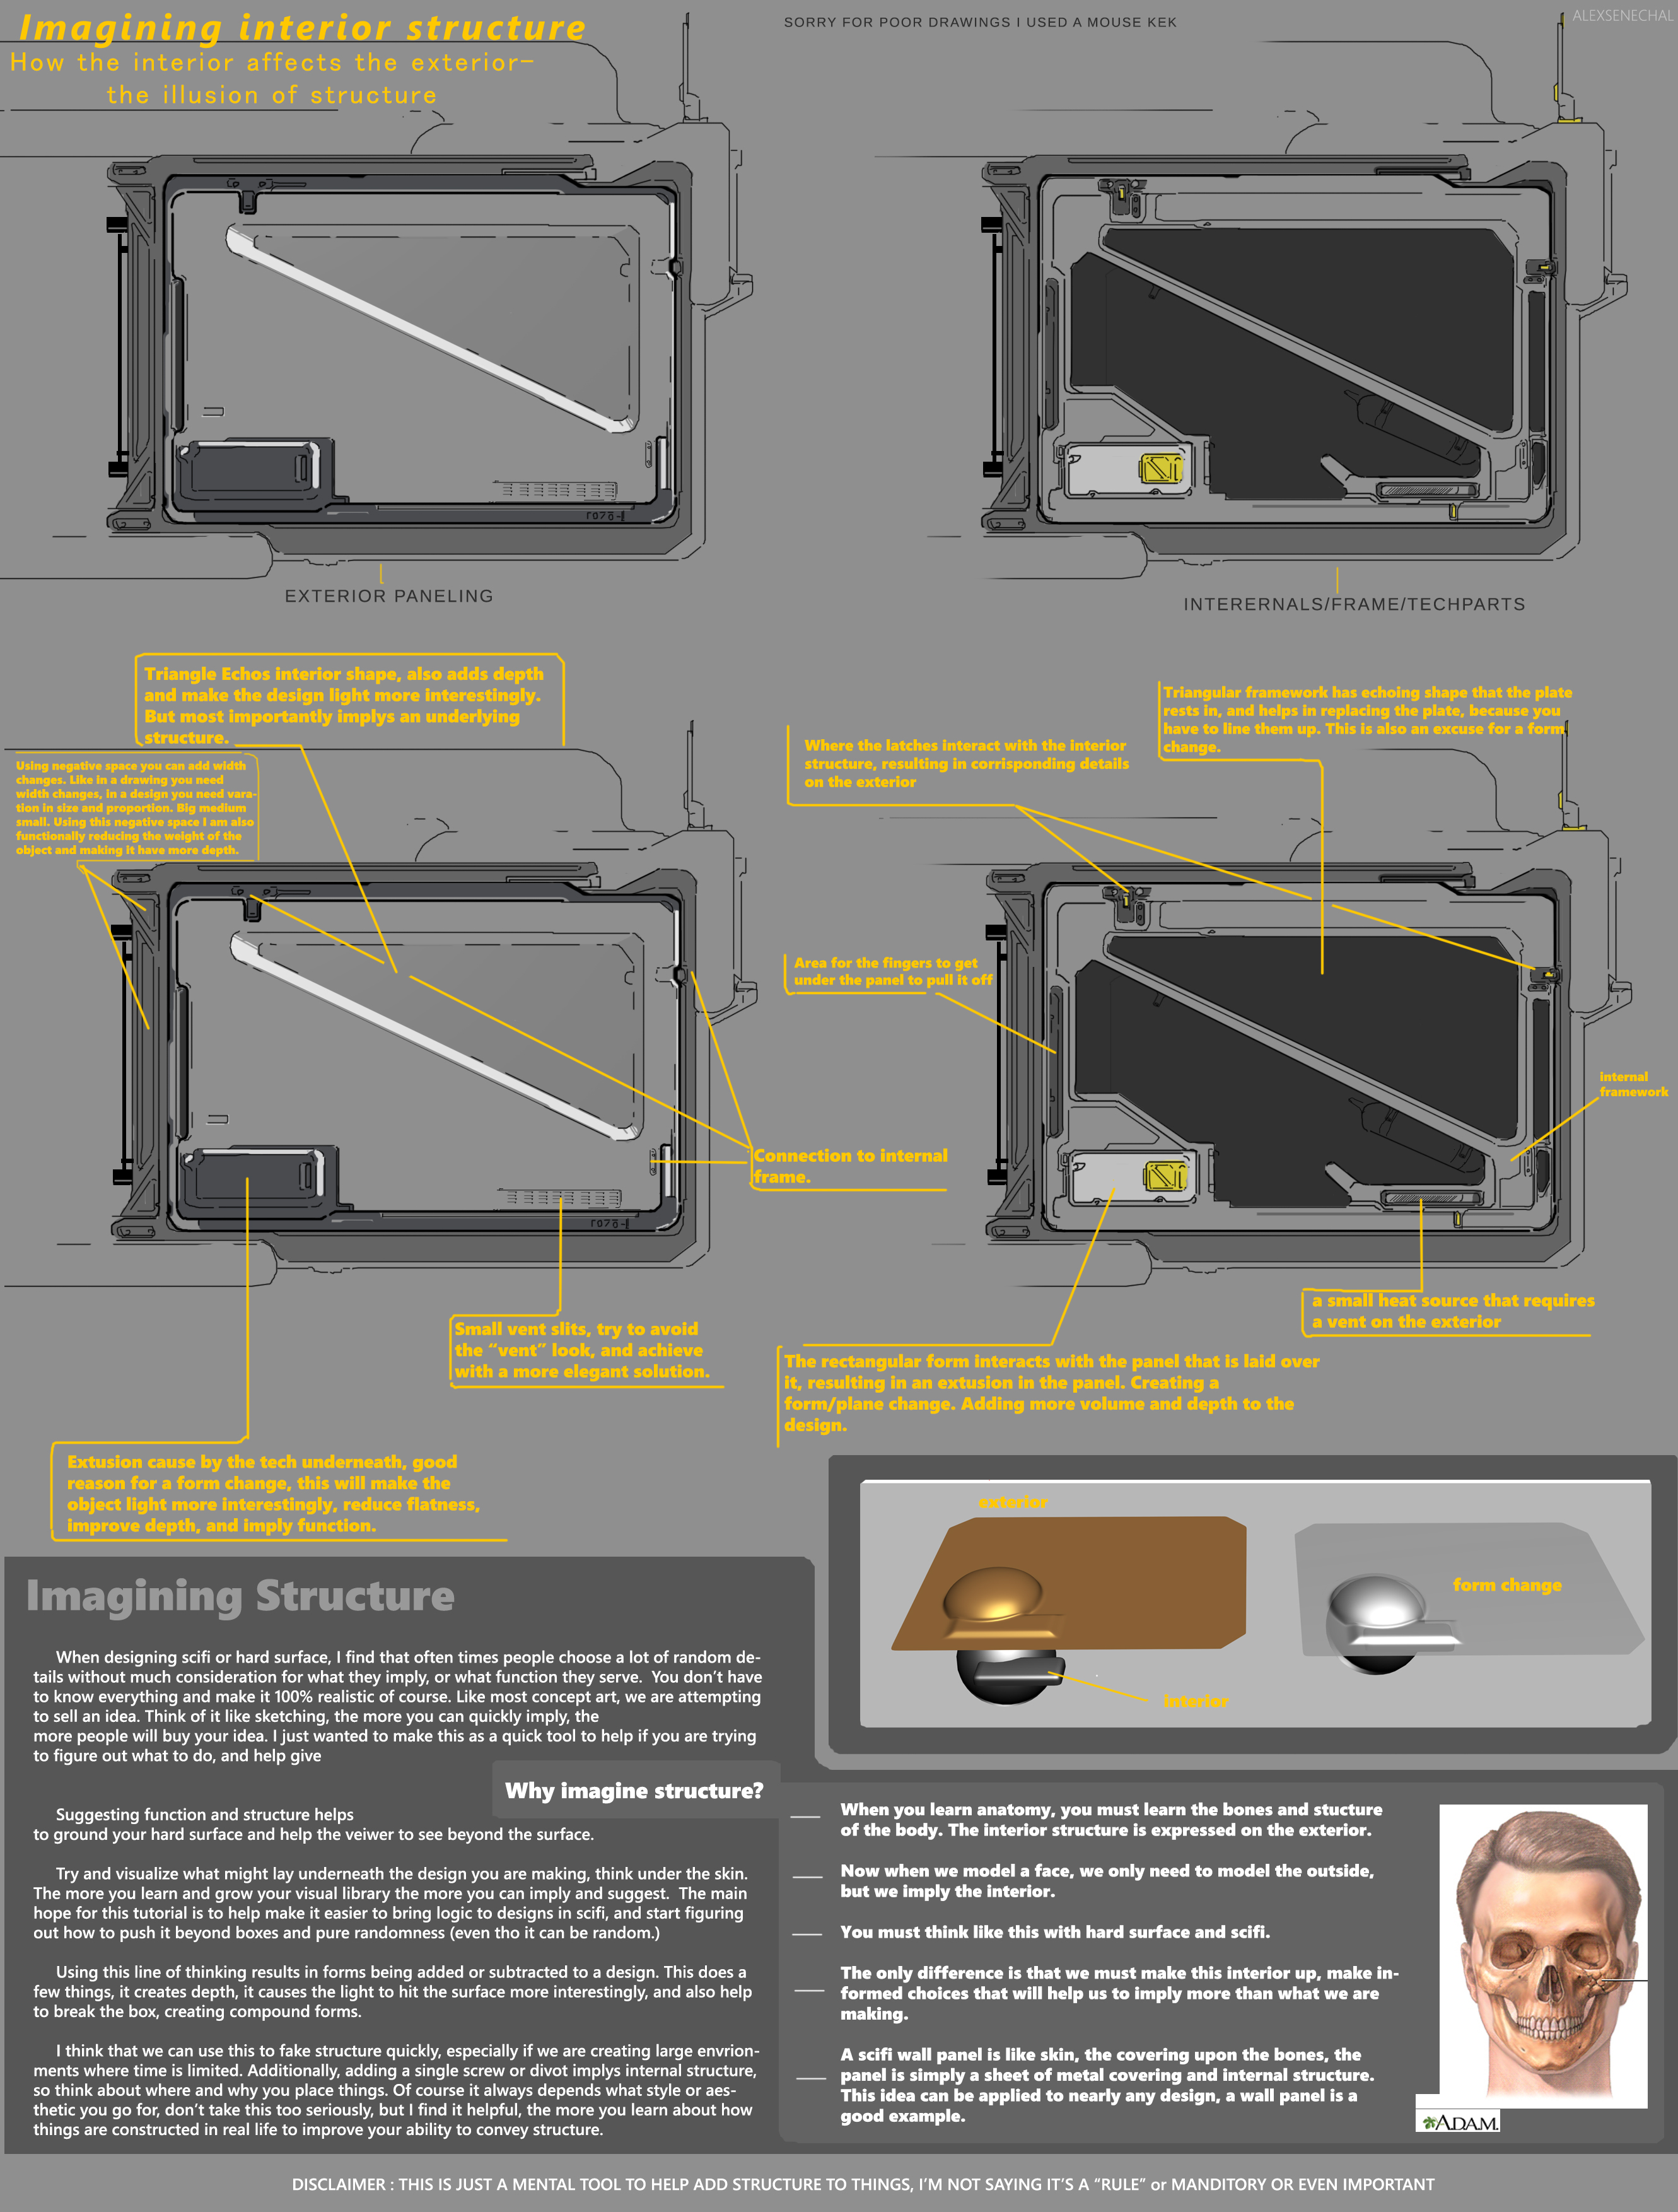 Imagining interior structure
How the interior affects the exterior-
the illusion of structure
SORRY FOR POOR DRAWINGS I USED A MOUSE KEK
ALEXSENECHAL
EXTERIOR PANELING
INTERERNALS/FRAME/TECHPARTS
Triangle Echos interior shape, also adds depth
and make the design light more interestingly.
But most importantly implys an underlying
structure.
Using negative space you can add width
changes. Like in a drawing you need
width changes, in a design you need vara-
tion in size and proportion. Big medium
small. Using this negative space I am also
functionally reducing the weight of the
object and making it have more depth.
Where the latches interact with the interior
structure, resulting in corrisponding details
on the exterior
Triangular framework has echoing shape that the plate
rests in, and helps in replacing the plate, because you
have to line them up. This is also an excuse for a form
change.
Area for the fingers to get
under the panel to pull it off
internal
framework
Connection to internal
frame.
Small vent slits, try to avoid
the “vent” look, and achieve
with a more elegant solution.
a small heat source that requires
a vent on the exterior
The rectangular form interacts with the panel that is laid over
it, resulting in an extusion in the panel. Creating a
form/plane change. Adding more volume and depth to the
design.
Extusion cause by the tech underneath, good
reason for a form change, this will make the
object light more interestingly, reduce flatness,
improve depth, and imply function.
exterior
form change
interior
Imagining Structure
When designing scifi or hard surface, I find that often times people choose a lot of random de-
tails without much consideration for what they imply, or what function they serve. You don’t have
to know everything and make it 100% realistic of course. Like most concept art, we are attempting
to sell an idea. Think of it like sketching, the more you can quickly imply, the
more people will buy your idea. I just wanted to make this as a quick tool to help if you are trying
to figure out what to do, and help give
Suggesting function and structure helps
to ground your hard surface and help the veiwer to see beyond the surface.
Try and visualize what might lay underneath the design you are making, think under the skin.
The more you learn and grow your visual library the more you can imply and suggest. The main
hope for this tutorial is to help make it easier to bring logic to designs in scifi, and start figuring
out how to push it beyond boxes and pure randomness (even tho it can be random.)
Using this line of thinking results in forms being added or subtracted to a design. This does a
few things, it creates depth, it causes the light to hit the surface more interestingly, and also help
to break the box, creating compound forms.
I think that we can use this to fake structure quickly, especially if we are creating large envrion-
ments where time is limited. Additionally, adding a single screw or divot implys internal structure,
so think about where and why you place things. Of course it always depends what style or aes-
thetic you go for, don’t take this too seriously, but I find it helpful, the more you learn about how
things are constructed in real life to improve your ability to convey structure.
Why imagine structure?
When you learn anatomy, you must learn the bones and stucture
of the body. The interior structure is expressed on the exterior.
Now when we model a face, we only need to model the outside,
but we imply the interior.
You must think like this with hard surface and scifi.
The only difference is that we must make this interior up, make in-
formed choices that will help us to imply more than what we are
making.
A scifi wall panel is like skin, the covering upon the bones, the
panel is simply a sheet of metal covering and internal structure.
This idea can be applied to nearly any design, a wall panel is a
good example.
ADAM.
DISCLAIMER : THIS IS JUST A MENTAL TOOL TO HELP ADD STRUCTURE TO THINGS, I’M NOT SAYING IT’S A “RULE” or MANDITORY OR EVEN IMPORTANT